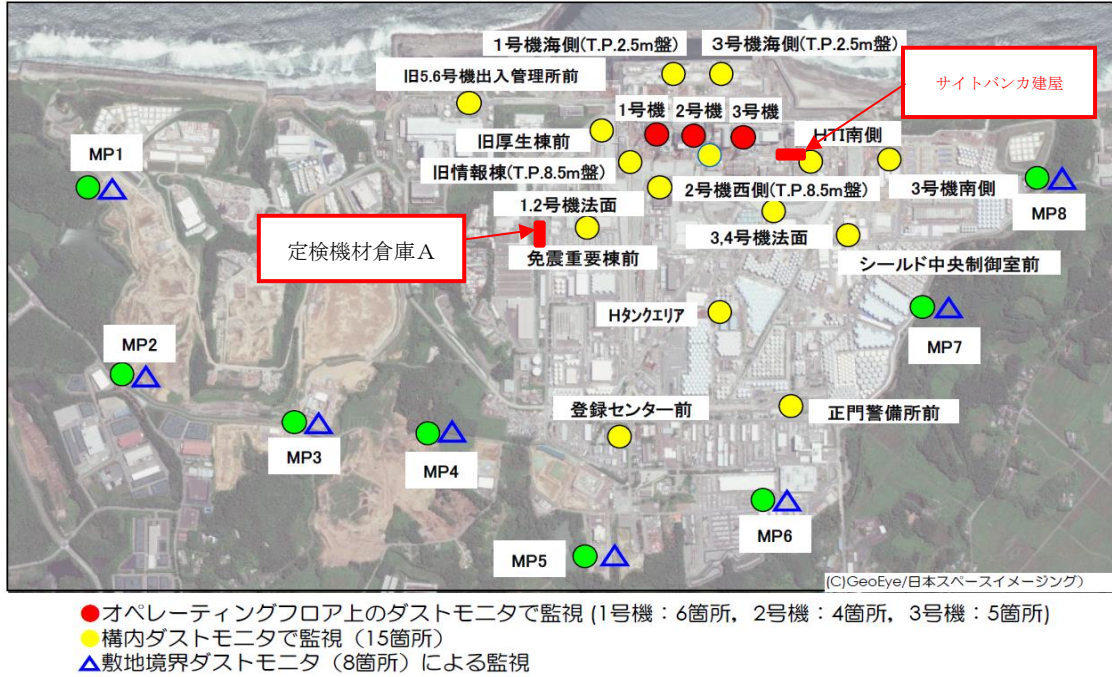 1号機海側(T.P.2.5m盤)
3号機海側(T.P.2.5m盤)
旧5.6号機出入管理所前
サイトバンカ建屋
1号機
2号機
3号機
旧厚生棟前
HTI南側
MP1
旧情報棟(T.P.8.5m盤)
2号機西側(T.P.8.5m盤)
3号機南側
MP8
1.2号機法面
定検機材倉庫A
免震重要棟前
3,4号機法面
シールド中央制御室前
Hタンクエリア
MP2
MP7
登録センター前
正門警備所前
MP3
MP4
MP6
MP5
(C)GeoEye/日本スペースイメージング)
オペレーティングフロア上のダストモニタで監視 (1号機:6箇所, 2号機:4箇所, 3号機:5箇所)
構内ダストモニタで監視(15箇所)
敷地境界ダストモニタ(8箇所)による監視